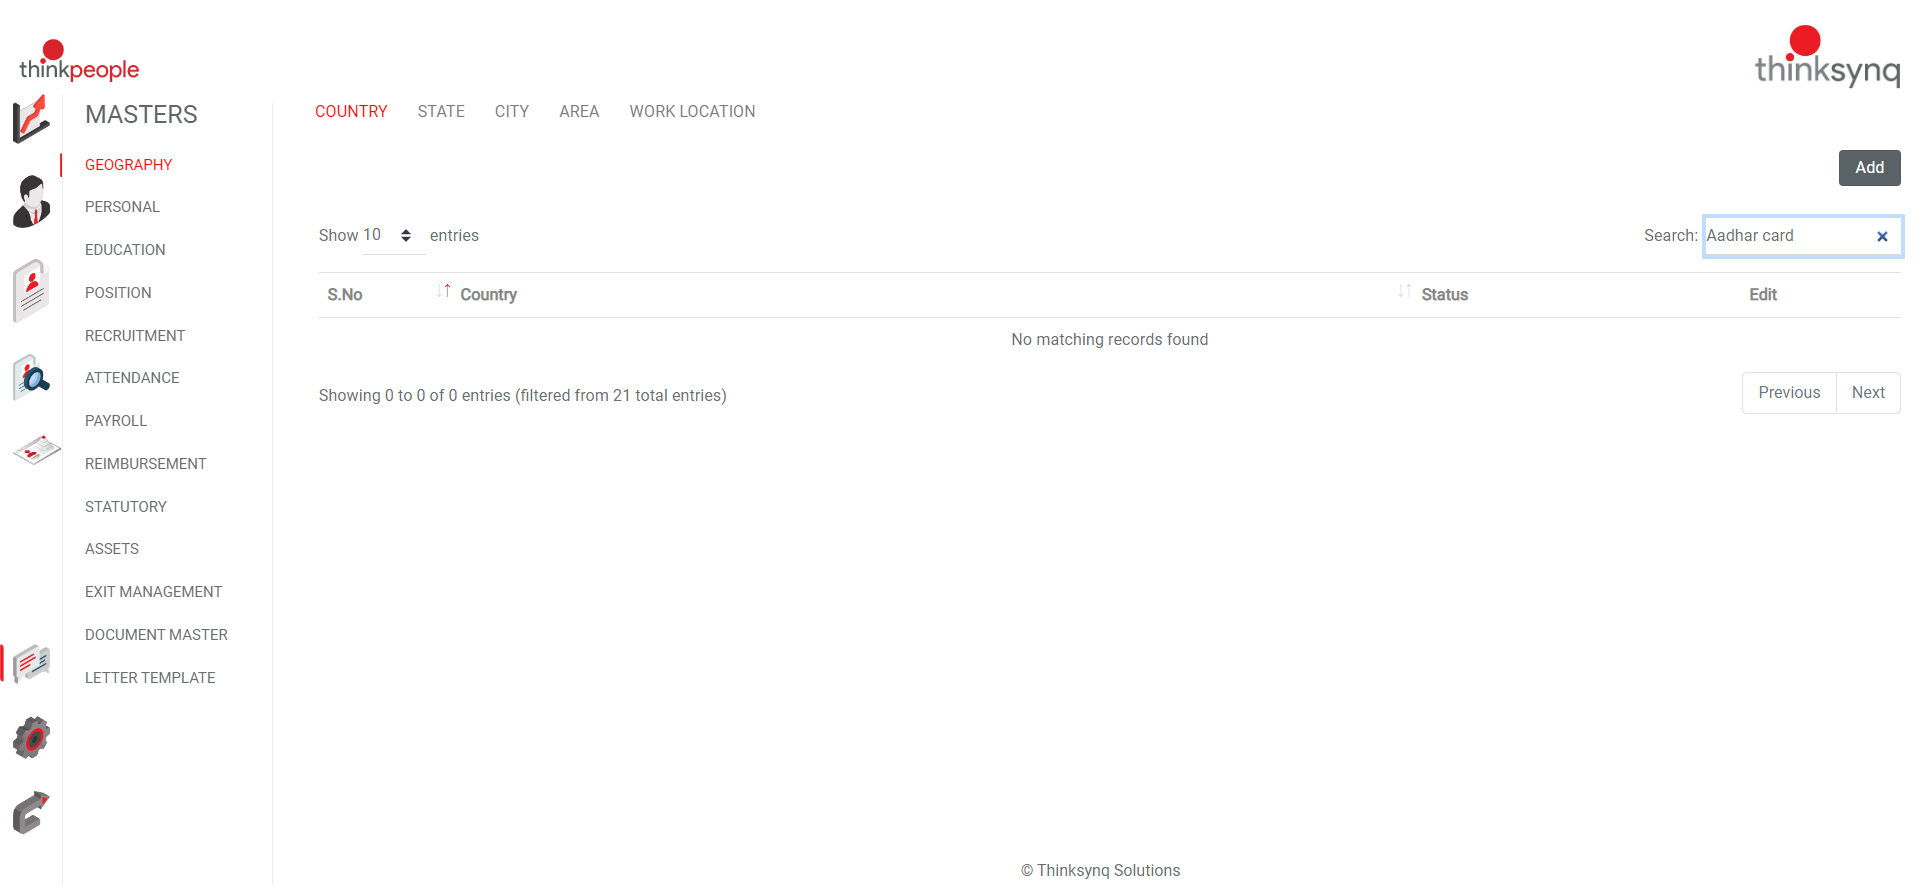 thinkpeople
thinksynq
MASTERS
GEOGRAPHY
PERSONAL
EDUCATION
POSITION
RECRUITMENT
ATTENDANCE
PAYROLL
REIMBURSEMENT
STATUTORY
ASSETS
EXIT MANAGEMENT
DOCUMENT MASTER
LETTER TEMPLATE
COUNTRY STATE CITY AREA WORK LOCATION
Add
Show 10 entries
Search: Aadhar card
S.No Country Status Edit
No matching records found
Showing 0 to 0 of 0 entries (filtered from 21 total entries)
Previous Next
© Thinksynq Solutions